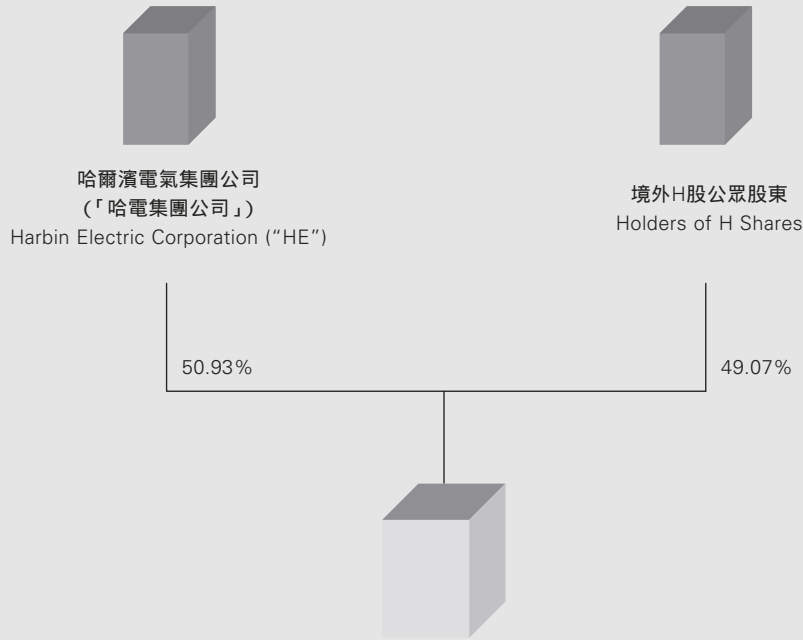 哈爾濱電氣集團公司
(「哈電集團公司」)
Harbin Electric Corporation (“HE”)
境外H股公眾股東
Holders of H Shares
50.93%
49.07%